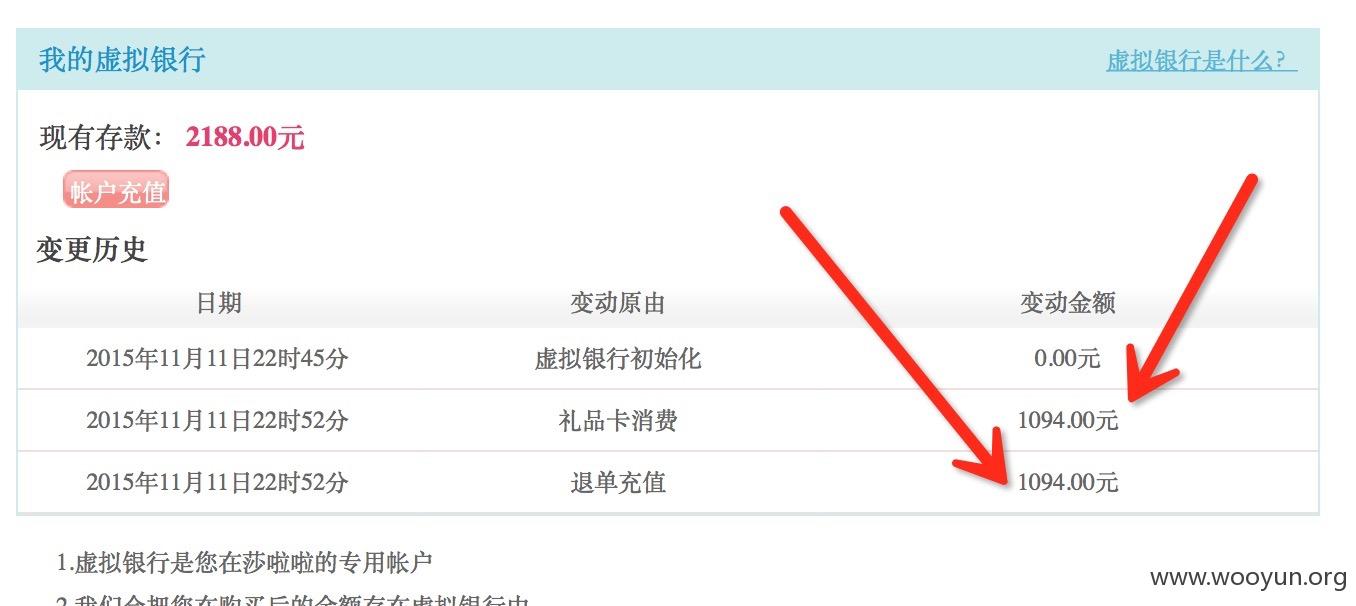 我的虚拟银行 虚拟银行是什么?
现有存款： 2188.00元
帐户充值
变更历史
日期 变动原由 变动金额
2015年11月11日22时45分 虚拟银行初始化 0.00元
2015年11月11日22时52分 礼品卡消费 1094.00元
2015年11月11日22时52分 退单充值 1094.00元
1.虚拟银行是您在莎啦啦的专用帐户
2.我们会把您在购买后的金额存在虚拟银行中
www.wooyun.org